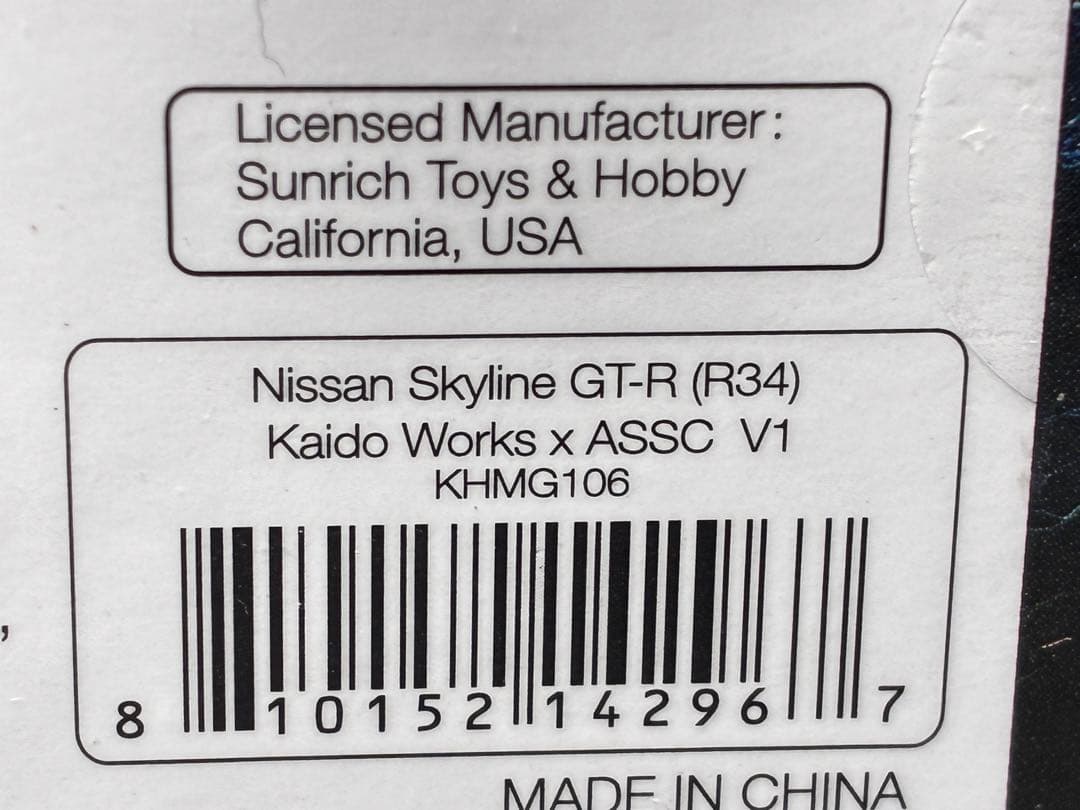 Licensed Manufacturer:
Sunrich Toys & Hobby
California, USA
Nissan Skyline GT-R (R34)
Kaido Works x ASSC V1
KHMG106
,
8 10152 14296 7
MADE IN CHINA